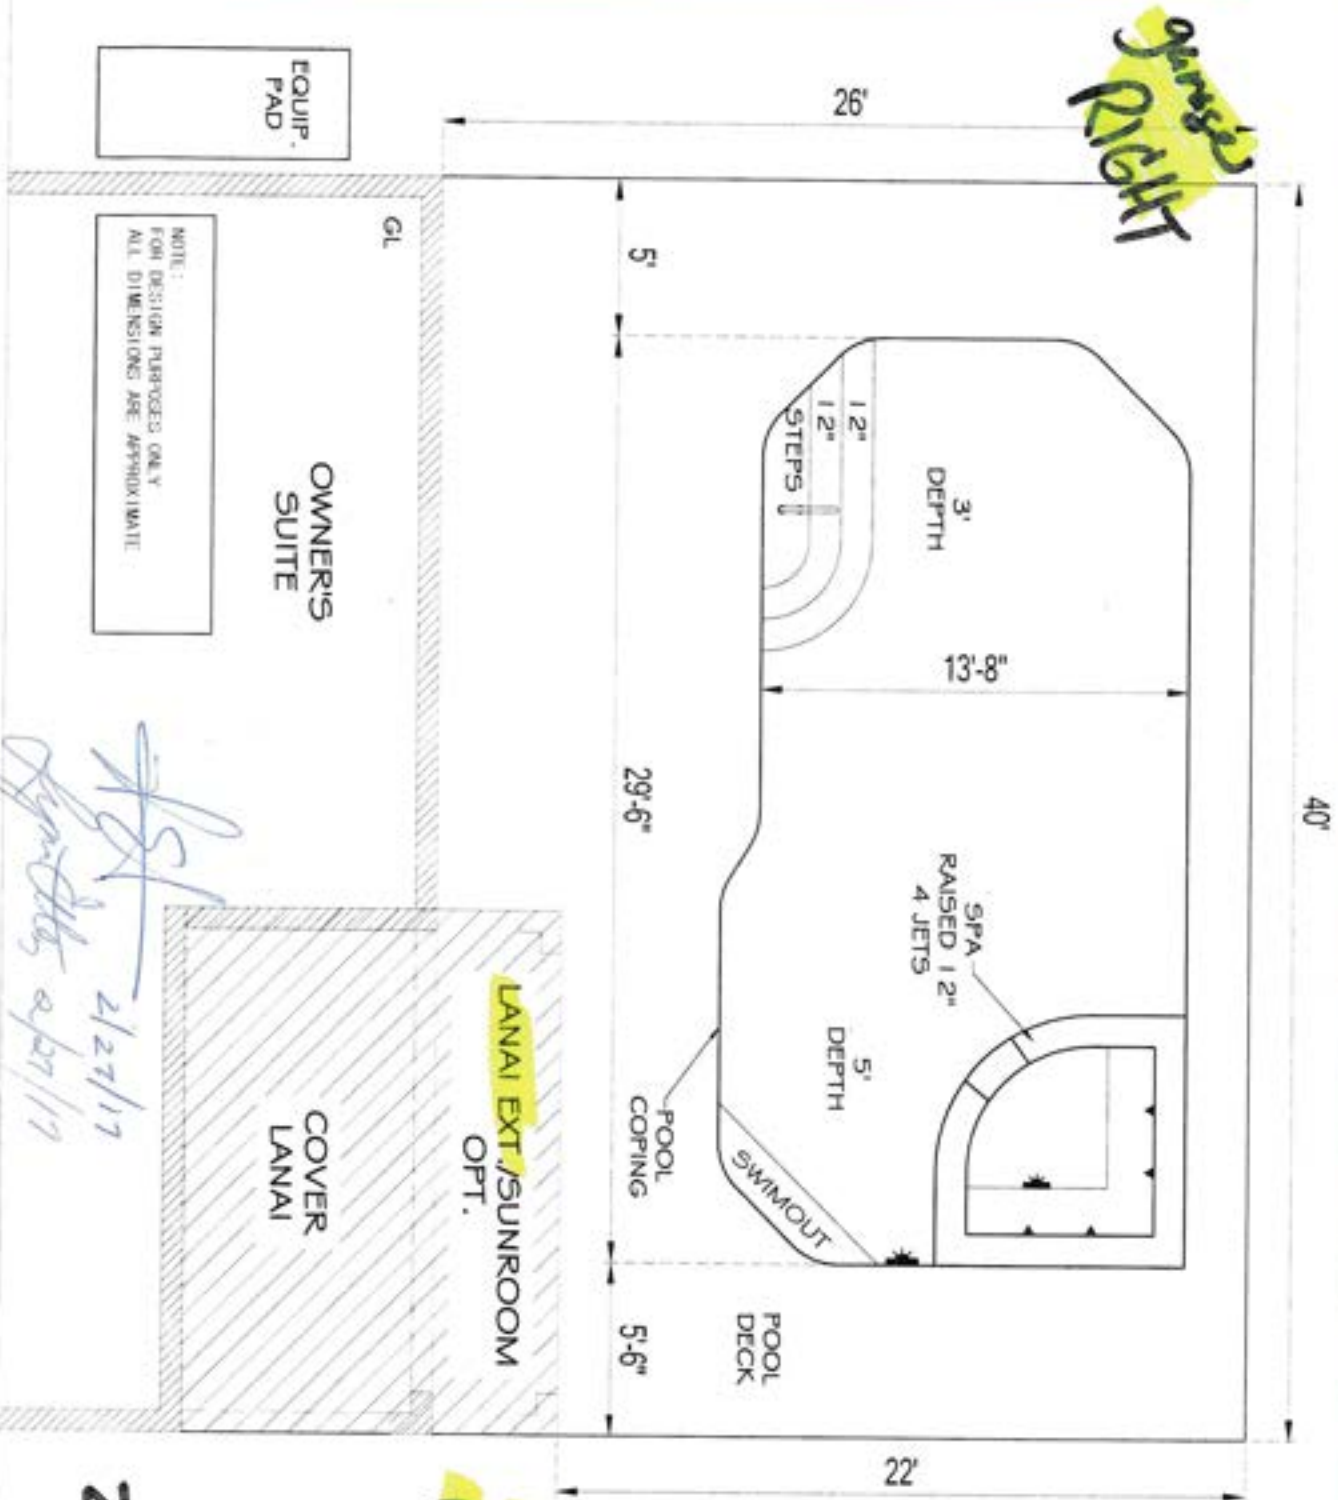 garage
RIGHT
26'
40'
EQUIP.
PAD
GL
5'
NOTE:
FOR DESIGN PURPOSES ONLY
ALL DIMENSIONS ARE APPROXIMATE
OWNER'S
SUITE
12"
12"
STEPS
3'
DEPTH
13'-8"
29'-6"
SPA
RAISED 12"
4 JETS
5'
DEPTH
POOL
COPING
SWIMOUT
LANAI EXT./SUNROOM
OPT.
COVER
LANAI
POOL
DECK
5'-6"
22'
2/27/17
2/27/17